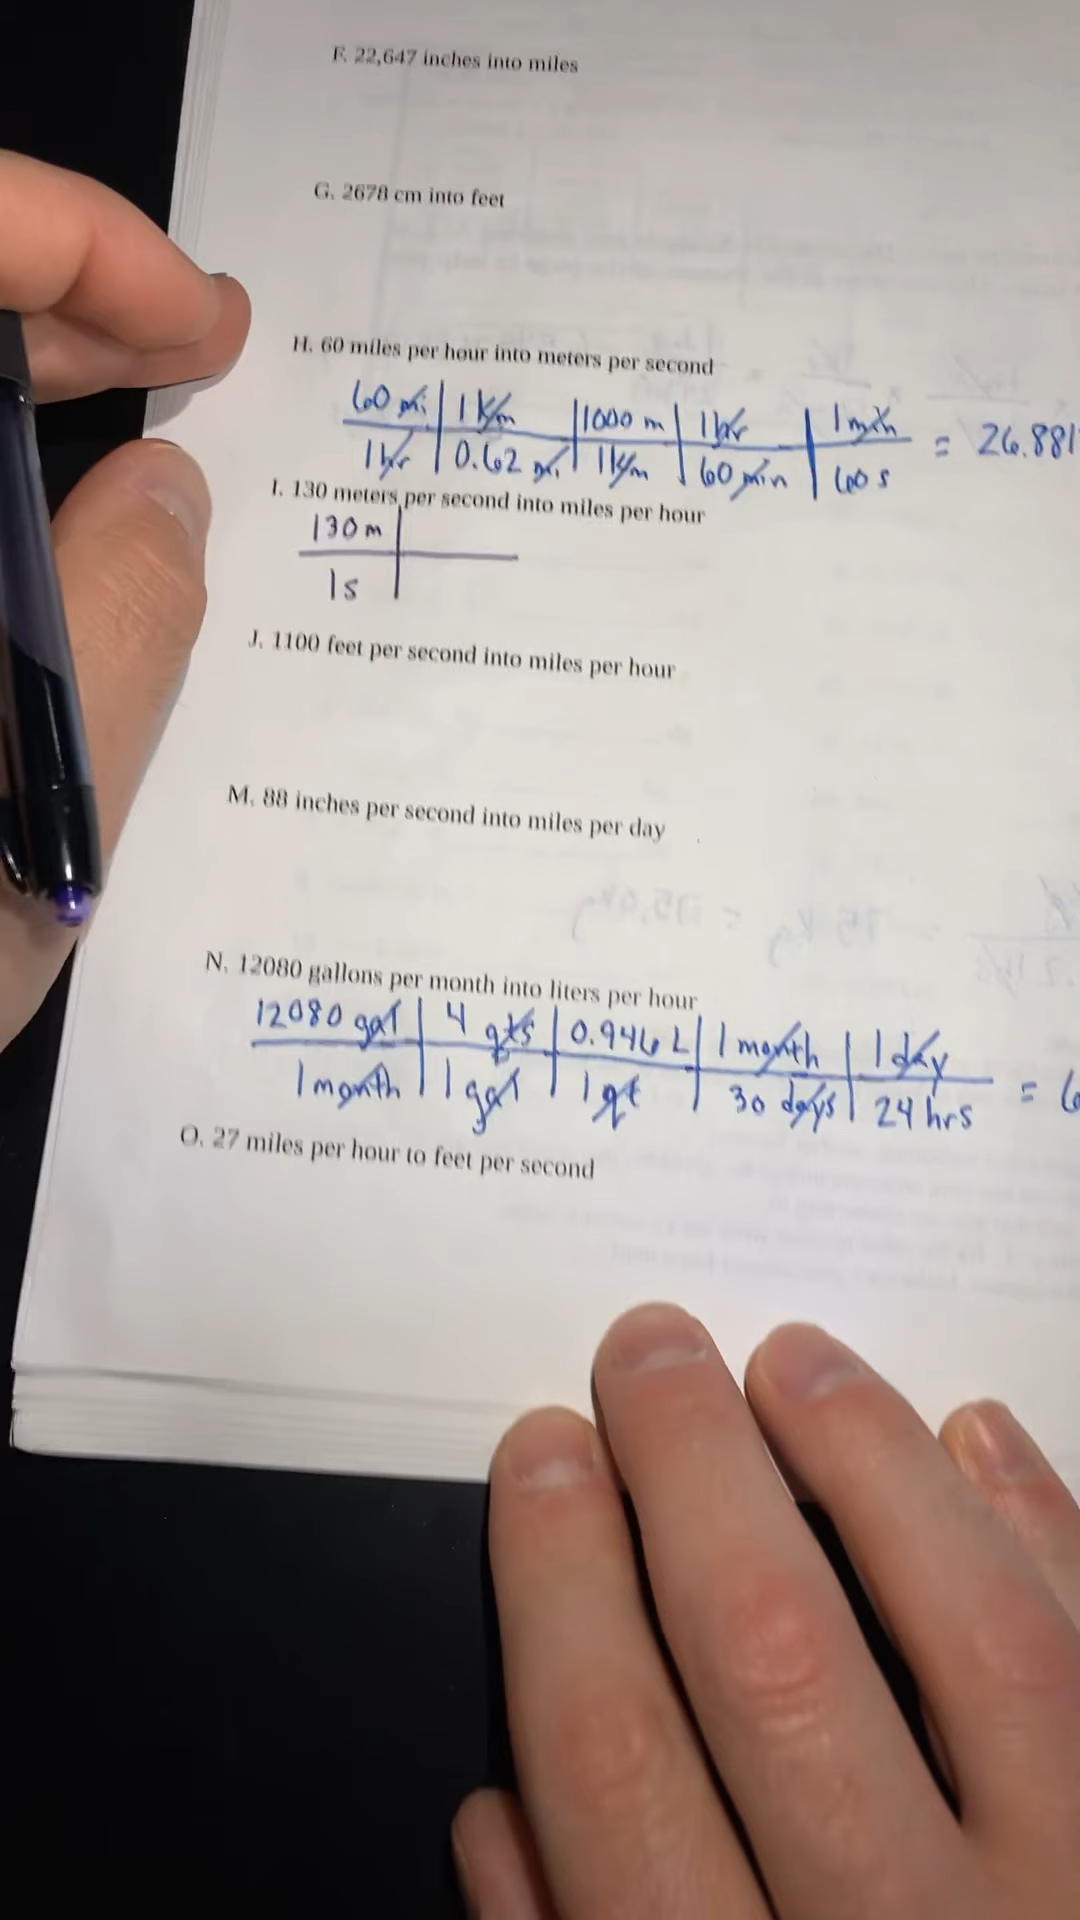 F. 22,647 inches into miles
G. 2678 cm into feet
H. 60 miles per hour into meters per second
60 mi. | 1 km | 1000 m | 1 hr | 1 min
1 hr | 0.62 mi | 1 km | 60 min | 60 s = 26.881
I. 130 meters per second into miles per hour
130 m
1 s
J. 1100 feet per second into miles per hour
M. 88 inches per second into miles per day
N. 12080 gallons per month into liters per hour
12080 gal | 4 qts | 0.946 L | 1 month | 1 day
1 month | 1 gal | 1 qt | 30 days | 24 hrs = 6
O. 27 miles per hour to feet per second